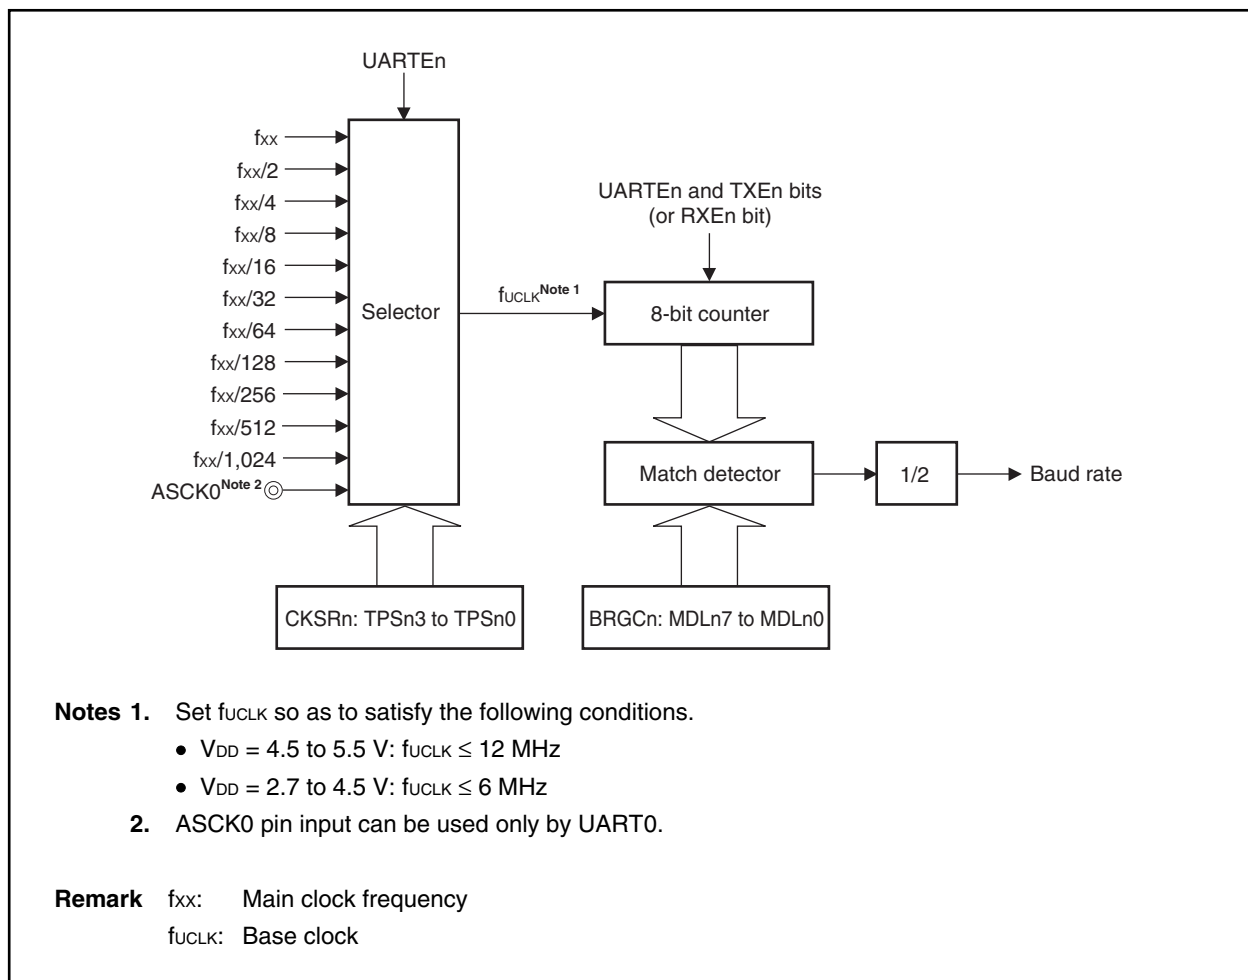 UARTEn
fxx
fxx/2
fxx/4
fxx/8
fxx/16
fxx/32
fxx/64
fxx/128
fxx/256
fxx/512
fxx/1,024
ASCK0Note 2
Selector
fUCLKNote 1
UARTEn and TXEn bits
(or RXEn bit)
8-bit counter
Match detector
1/2
Baud rate
CKSRn: TPSn3 to TPSn0
BRGCn: MDLn7 to MDLn0
Notes 1. Set fUCLK so as to satisfy the following conditions.
• VDD = 4.5 to 5.5 V: fUCLK ≤ 12 MHz
• VDD = 2.7 to 4.5 V: fUCLK ≤ 6 MHz
2. ASCK0 pin input can be used only by UART0.
Remark fxx: Main clock frequency
fUCLK: Base clock